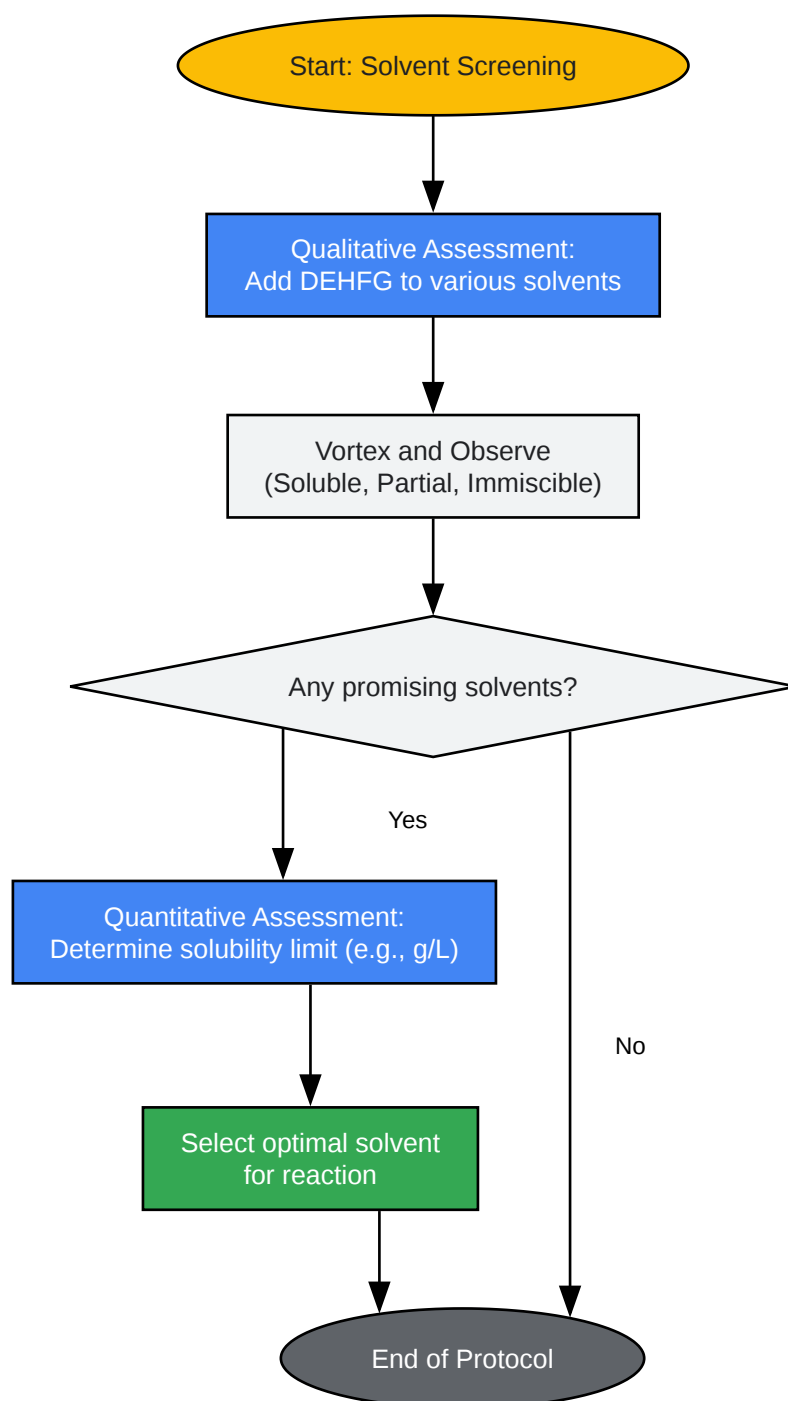 Start: Solvent Screening
Qualitative Assessment:
Add DEHFG to various solvents
Vortex and Observe
(Soluble, Partial, Immiscible)
Any promising solvents?
Yes
Quantitative Assessment:
Determine solubility limit (e.g., g/L)
No
Select optimal solvent
for reaction
End of Protocol